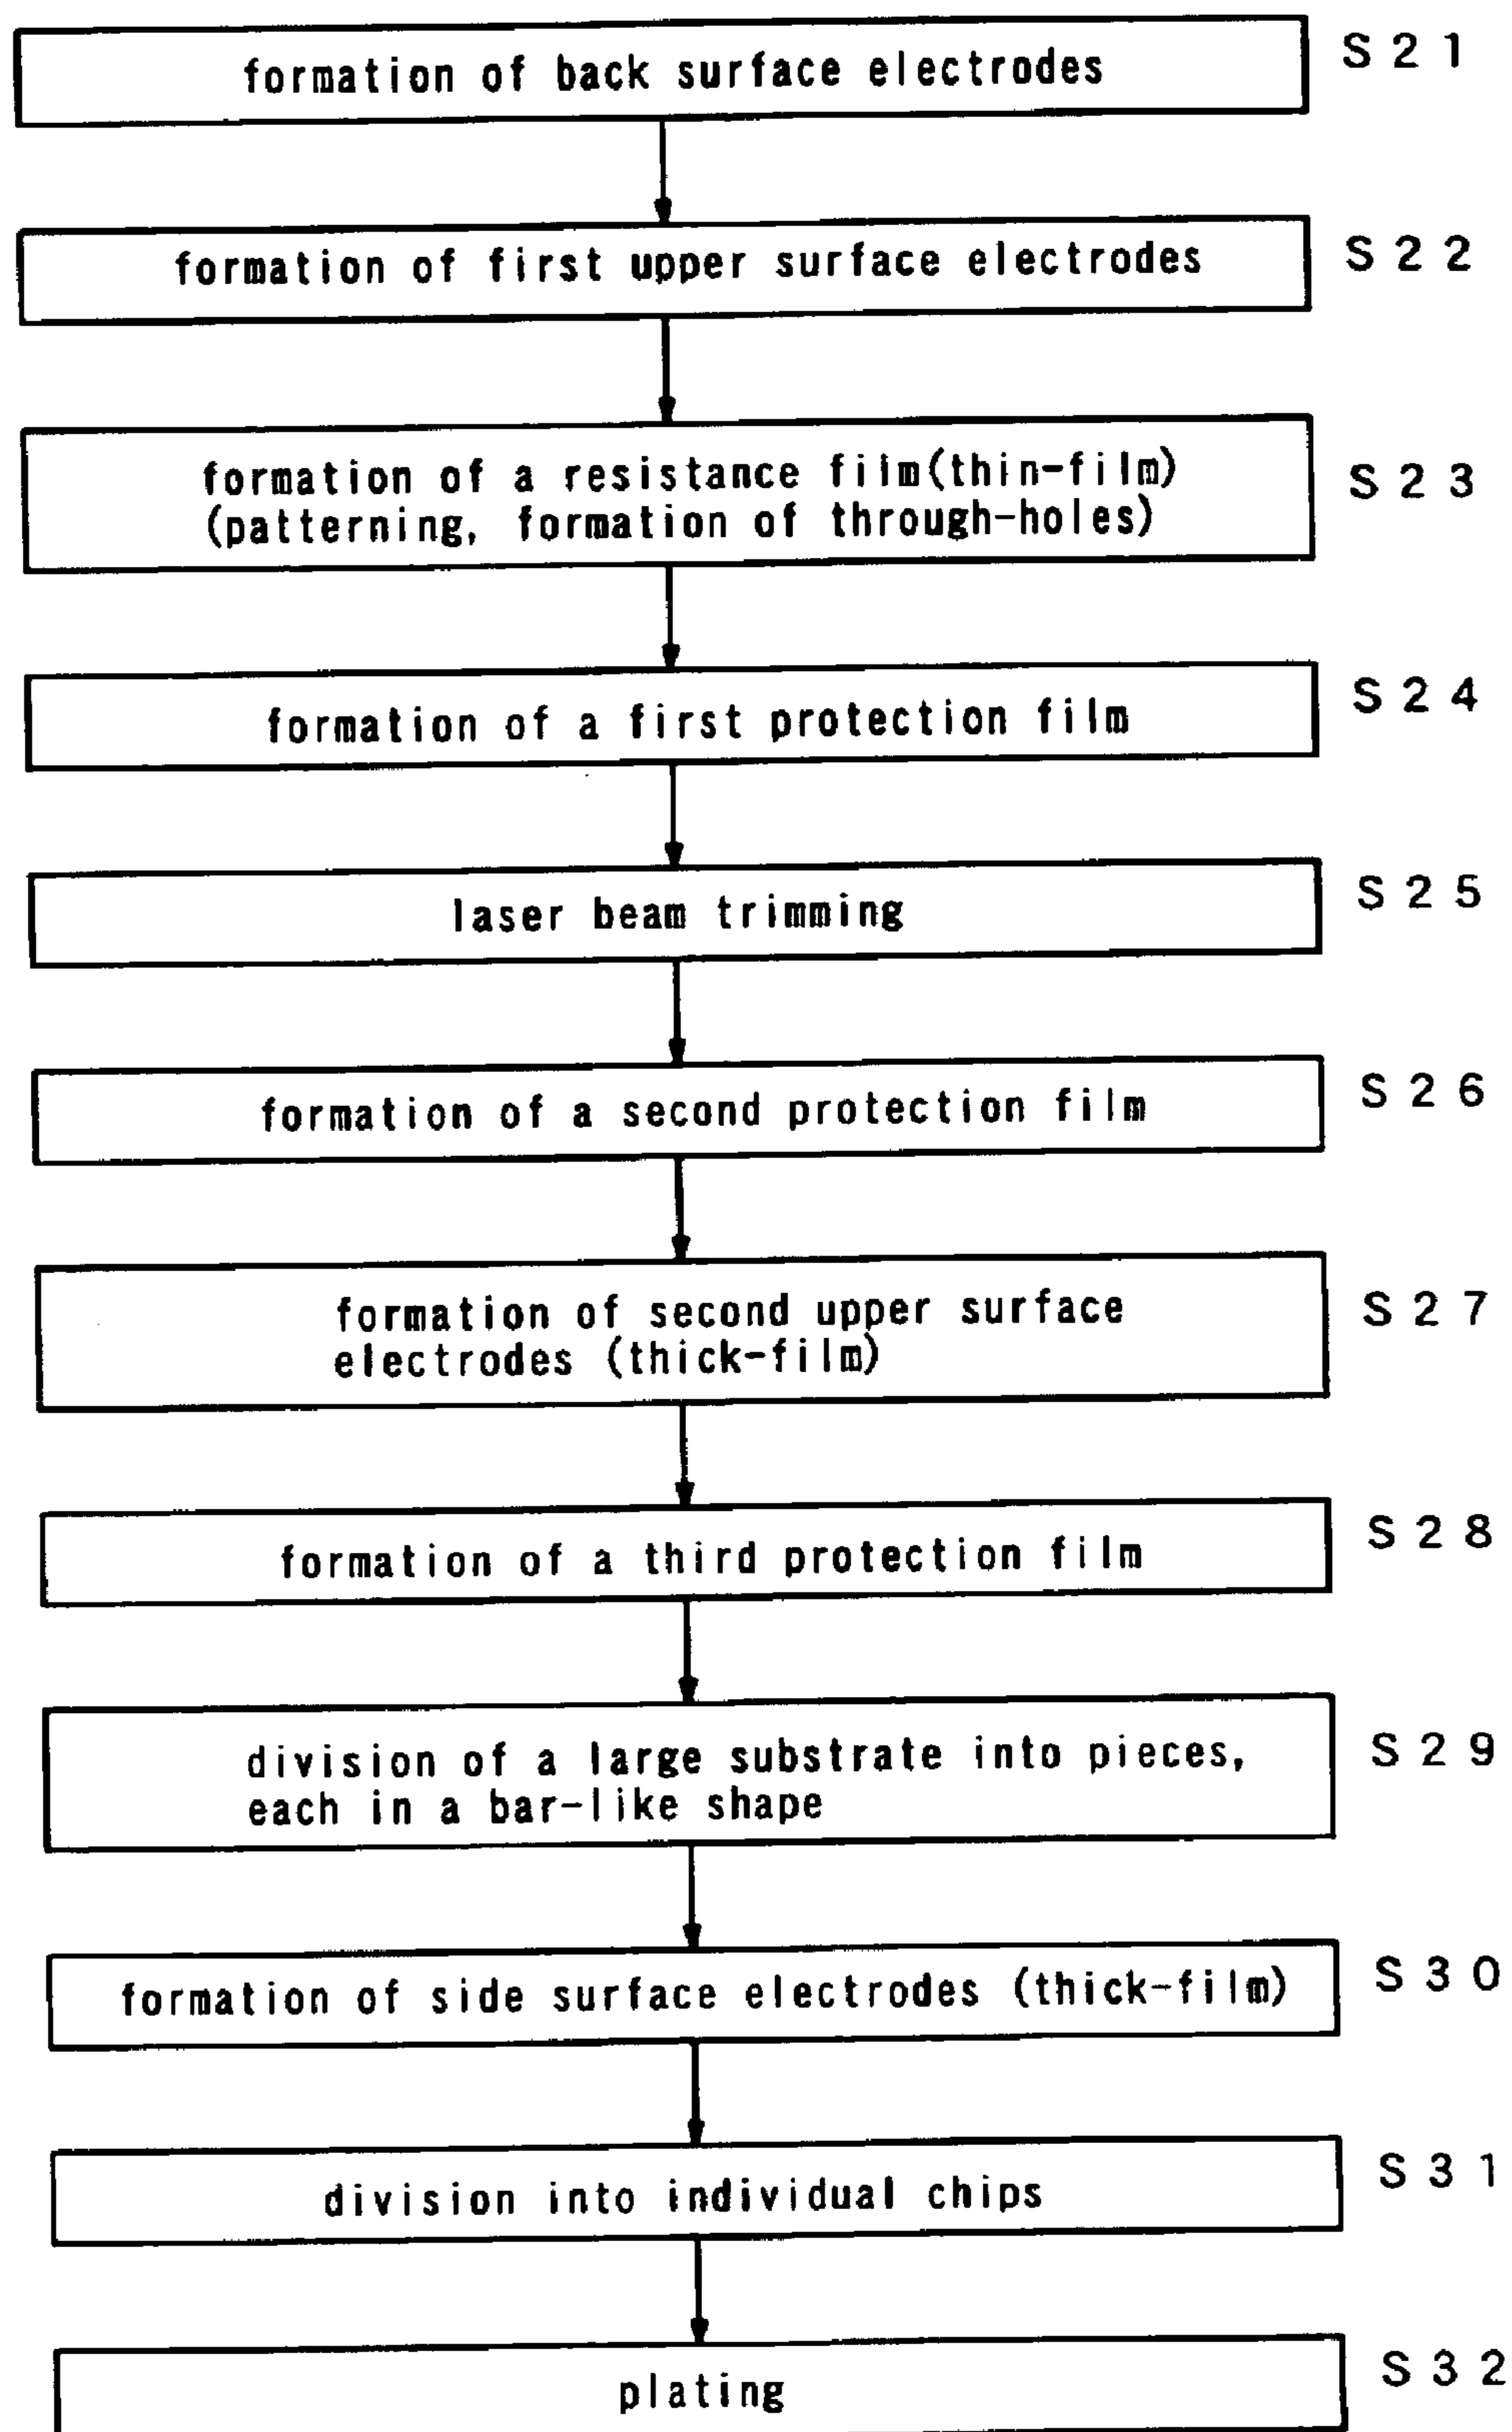 formation of back surface electrodes S21
formation of first upper surface electrodes S22
formation of a resistance film(thin-film) S23
(patterning, formation of through-holes)
formation of a first protection film S24
laser beam trimming S25
formation of a second protection film S26
formation of second upper surface S27
electrodes (thick-film)
formation of a third protection film S28
division of a large substrate into pieces, S29
each in a bar-like shape
formation of side surface electrodes (thick-film) S30
division into individual chips S31
plating S32